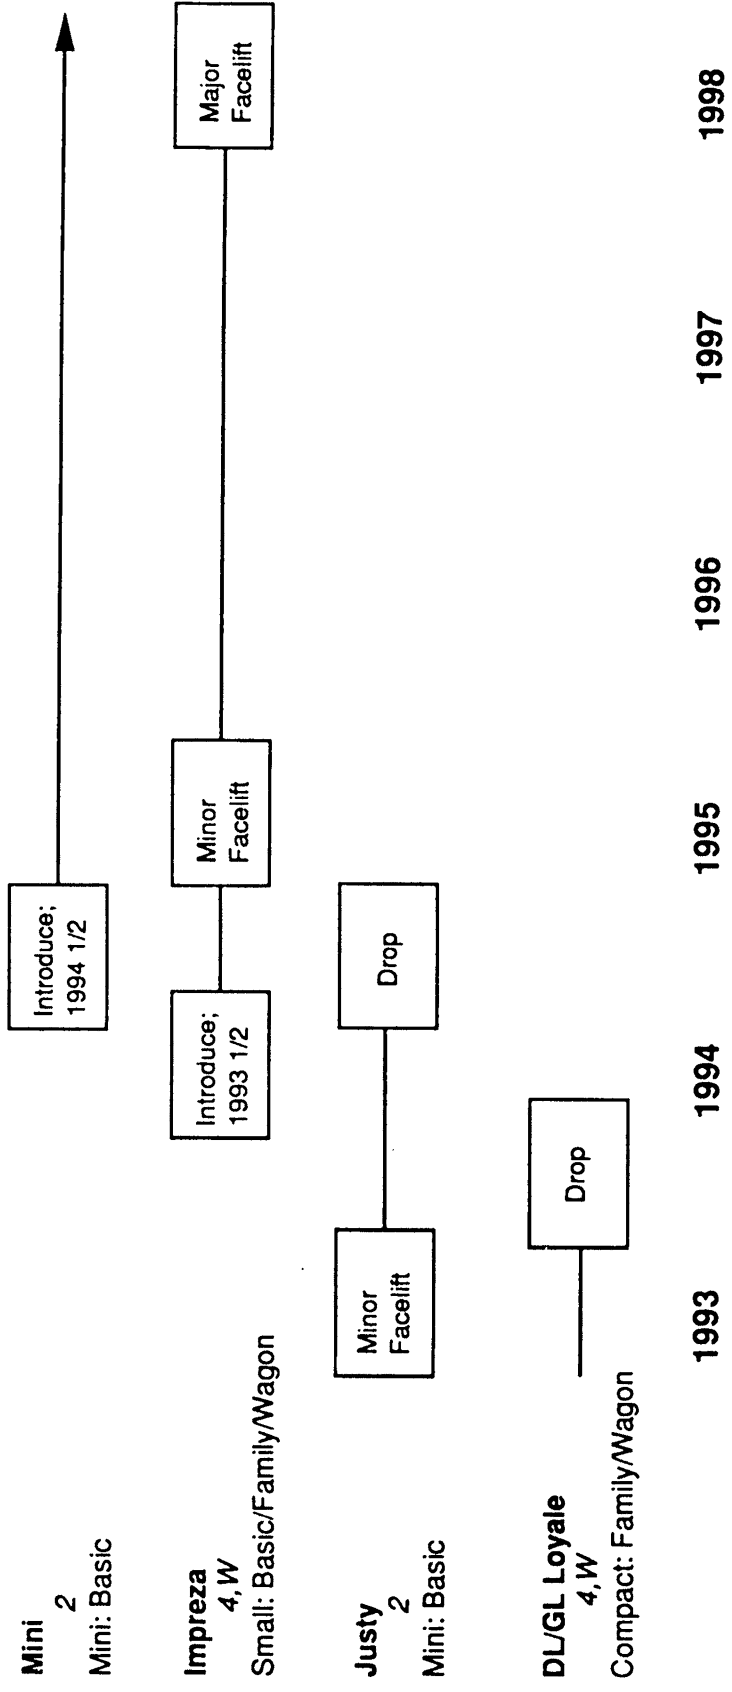 Mini
2
Mini: Basic
Introduce;
1994 1/2
Impreza
4,W
Small: Basic/Family/Wagon
Introduce;
1993 1/2
Minor
Facelift
Major
Facelift
Justy
2
Mini: Basic
Minor
Facelift
Drop
DL/GL Loyale
4,W
Compact: Family/Wagon
Drop
1993
1994
1995
1996
1997
1998